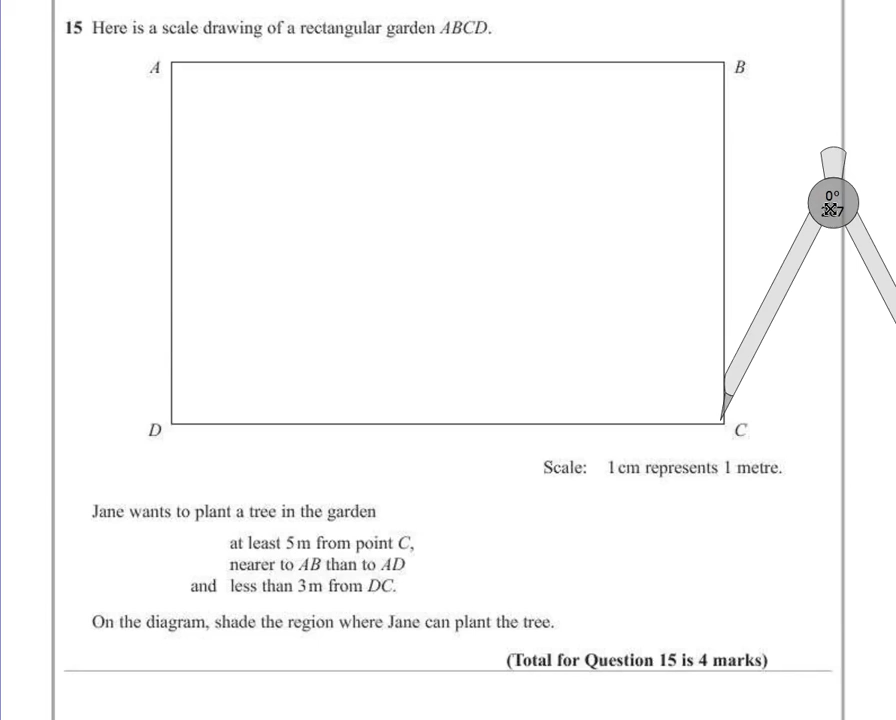 15 Here is a scale drawing of a rectangular garden ABCD.
A
B
0°
D
C
Scale: 1 cm represents 1 metre.
Jane wants to plant a tree in the garden
at least 5 m from point C,
nearer to AB than to AD
and less than 3 m from DC.
On the diagram, shade the region where Jane can plant the tree.
(Total for Question 15 is 4 marks)